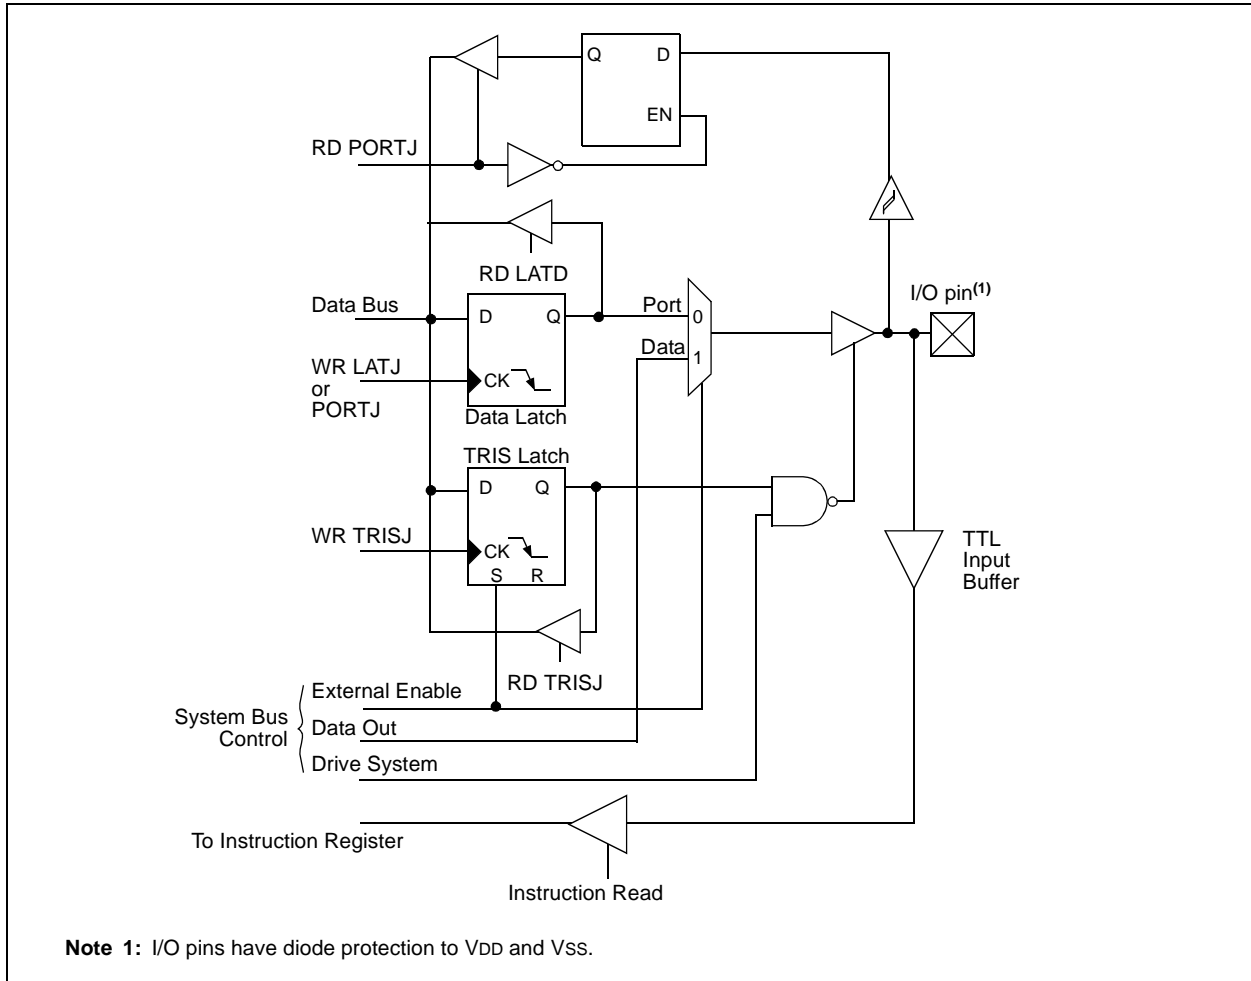 Q D
EN
RD PORTJ
RD LATD
I/O pin(1)
Data Bus
D Q
Port
0
Data
1
WR LATJ
or
PORTJ
CK
Data Latch
TRIS Latch
D Q
WR TRISJ
CK
S R
TTL
Input
Buffer
RD TRISJ
External Enable
System Bus
Control
Data Out
Drive System
To Instruction Register
Instruction Read
Note 1: I/O pins have diode protection to VDD and VSS.